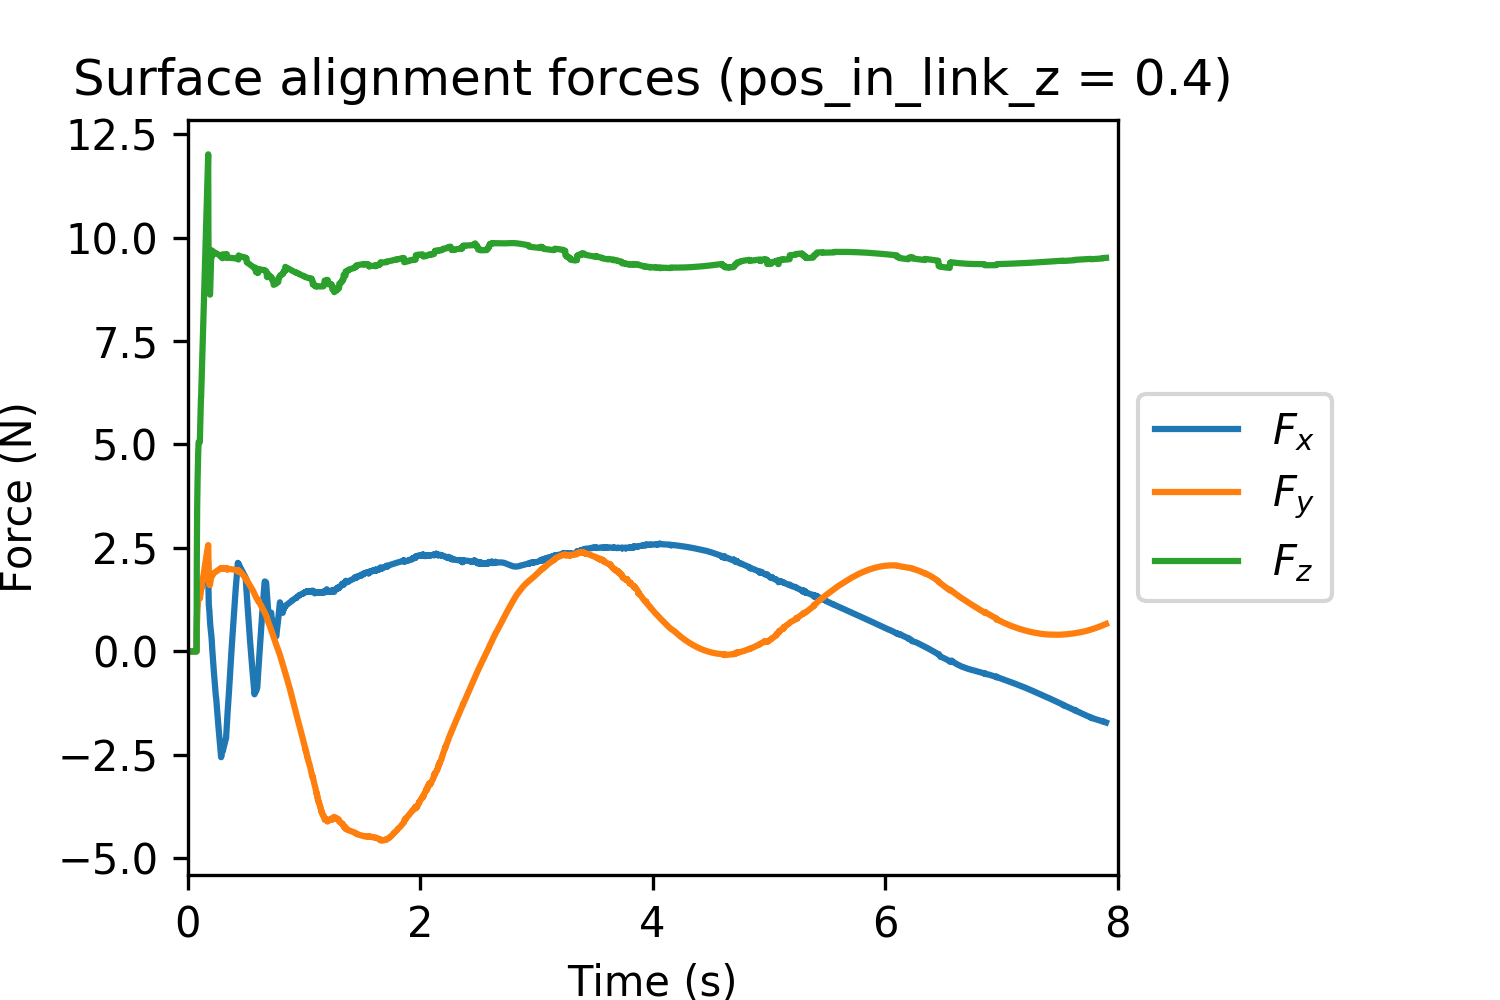 Surface alignment forces (pos_in_link_z = 0.4)
12.5
10.0
7.5
5.0
2.5
0.0
−2.5
−5.0
Force (N)
0 2 4 6 8
Time (s)
Fx
Fy
Fz